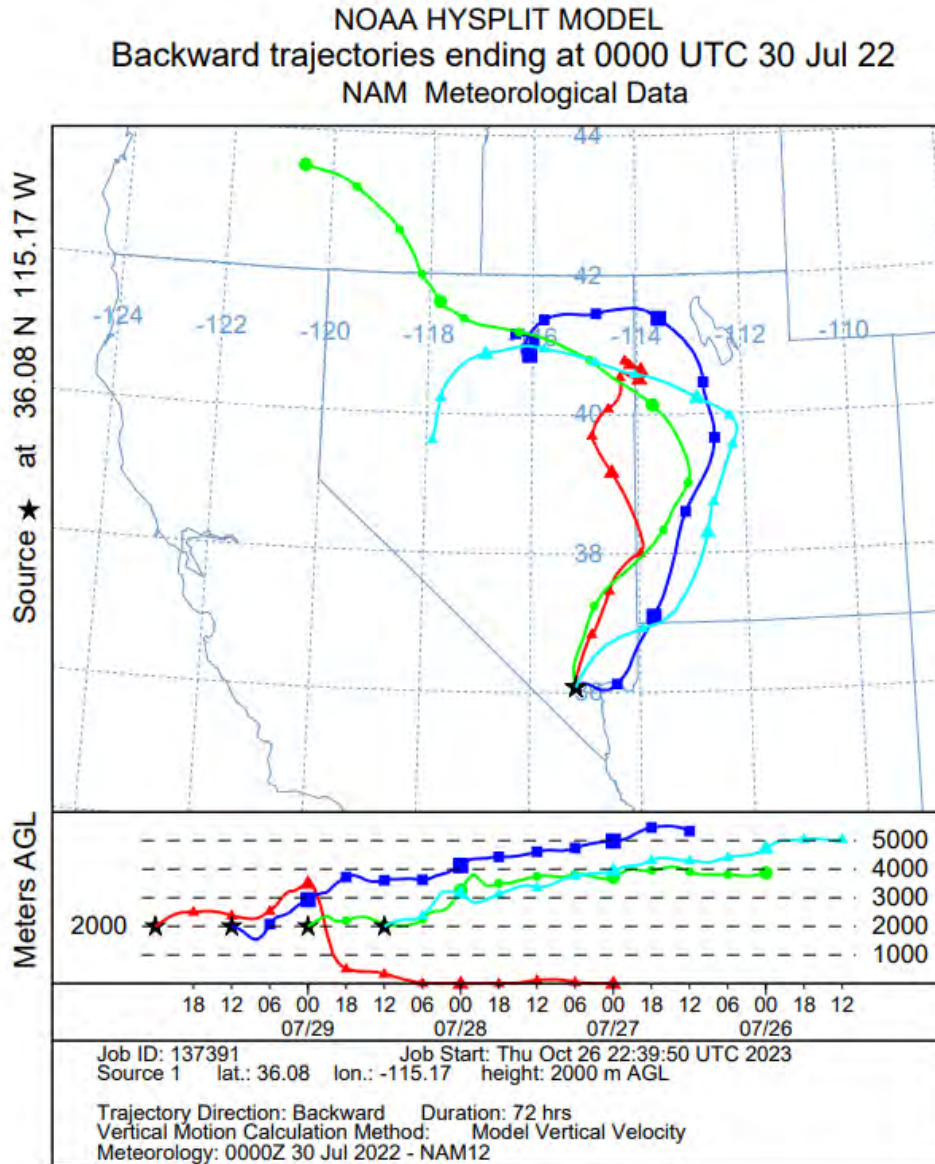 NOAA HYSPLIT MODEL
Backward trajectories ending at 0000 UTC 30 Jul 22
NAM Meteorological Data
Source ★ at 36.08 N 115.17 W
44
42
-124
-122
-120
-118
-116
-114
-112
-110
40
38
36
Meters AGL
2000
5000
4000
3000
2000
1000
18 12 06 00 18 12 06 00 18 12 06 00 18 12 06 00 18 12
07/29 07/28 07/27 07/26
Job ID: 137391 Job Start: Thu Oct 26 22:39:50 UTC 2023
Source 1 lat.: 36.08 lon.: -115.17 height: 2000 m AGL
Trajectory Direction: Backward Duration: 72 hrs
Vertical Motion Calculation Method: Model Vertical Velocity
Meteorology: 0000Z 30 Jul 2022 - NAM12